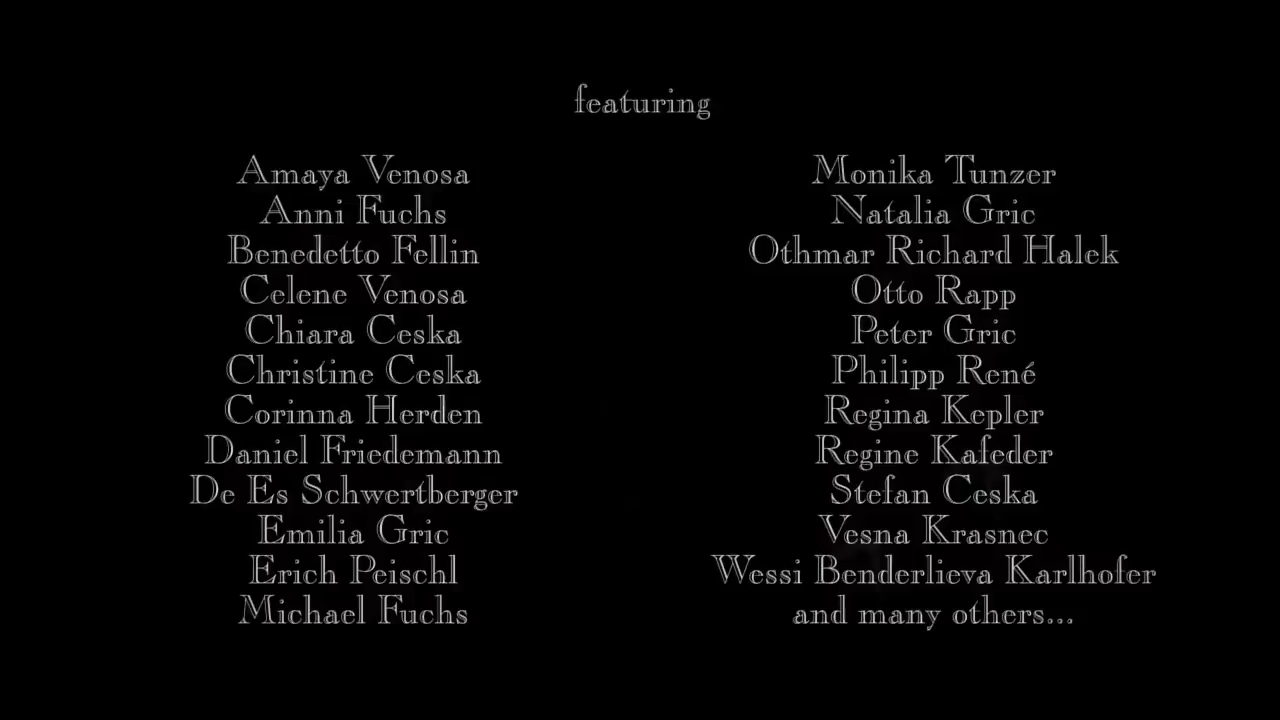 featuring
Amaya Venosa
Anni Fuchs
Benedetto Fellin
Celene Venosa
Chiara Ceska
Christine Ceska
Corinna Herden
Daniel Friedemann
De Es Schwertberger
Emilia Gric
Erich Peischl
Michael Fuchs
Monika Tunzer
Natalia Gric
Othmar Richard Halek
Otto Rapp
Peter Gric
Philipp René
Regina Kepler
Regine Kafeder
Stefan Ceska
Vesna Krasnec
Wessi Benderlieva Karlhofer
and many others...